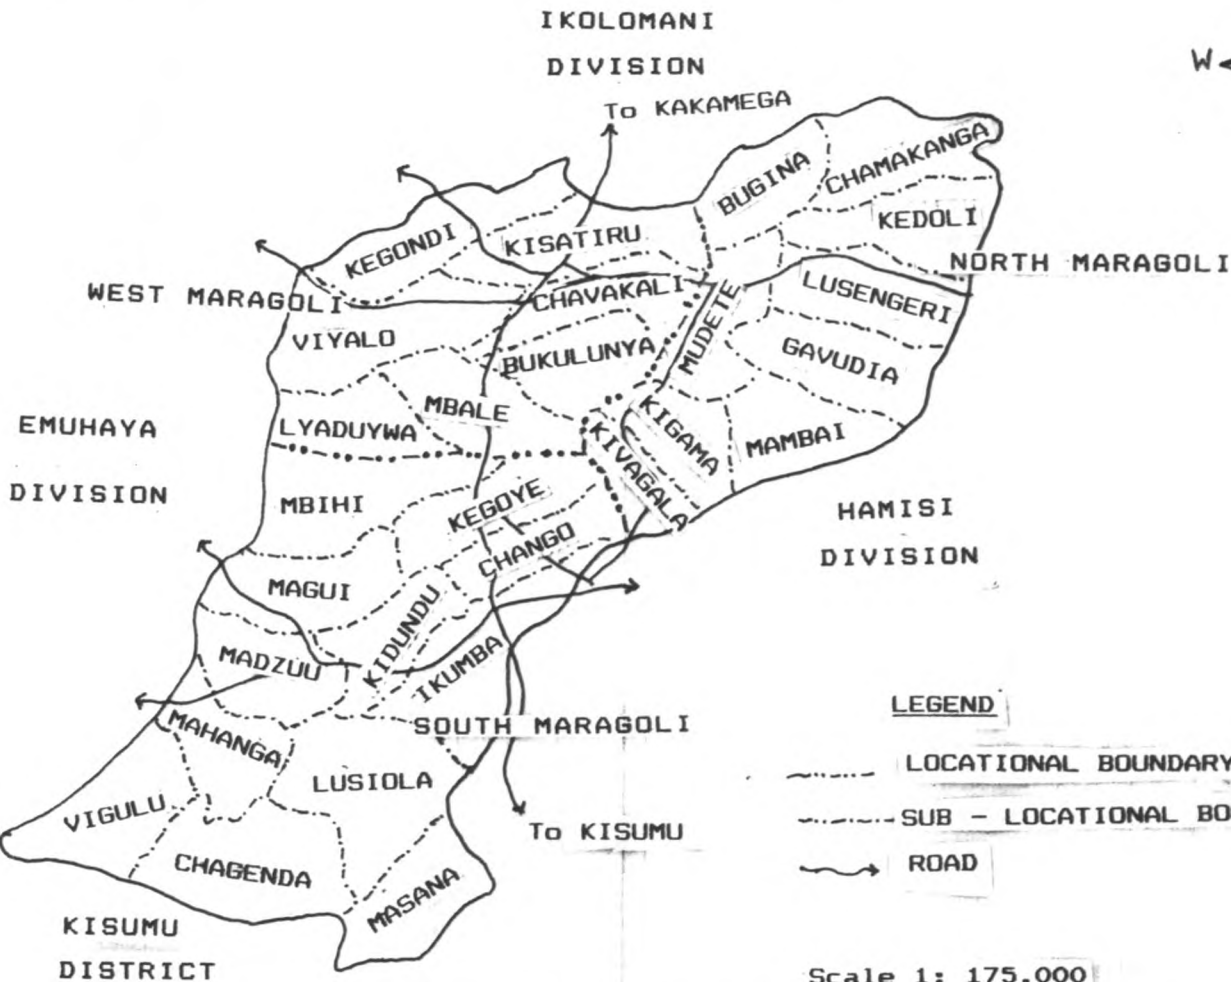 IKOLOMANI
DIVISION
W
To KAKAMEGA
BUGINA
CHAMAKANGA
KEDOLI
KEGONDI
KISATIRU
NORTH MARAGOLI
WEST MARAGOLI
CHAVAKALI
LUSENGERI
VIYALO
MUDETE
BUKULUNYA
GAVUDIA
MBALE
EMUHAYA
DIVISION
LYADUYWA
KIVAGALA
KIGAMA
MAMBAI
MBIHI
KEGOYE
CHANGO
HAMISI
DIVISION
MAGUI
KIDUNDU
MADZUU
IKUMBA
MAHANGA
SOUTH MARAGOLI
LUSIOLA
VIGULU
To KISUMU
CHAGENDA
MASANA
KISUMU
DISTRICT
LEGEND
LOCATIONAL BOUNDARY
SUB - LOCATIONAL BO
ROAD
Scale 1: 175,000